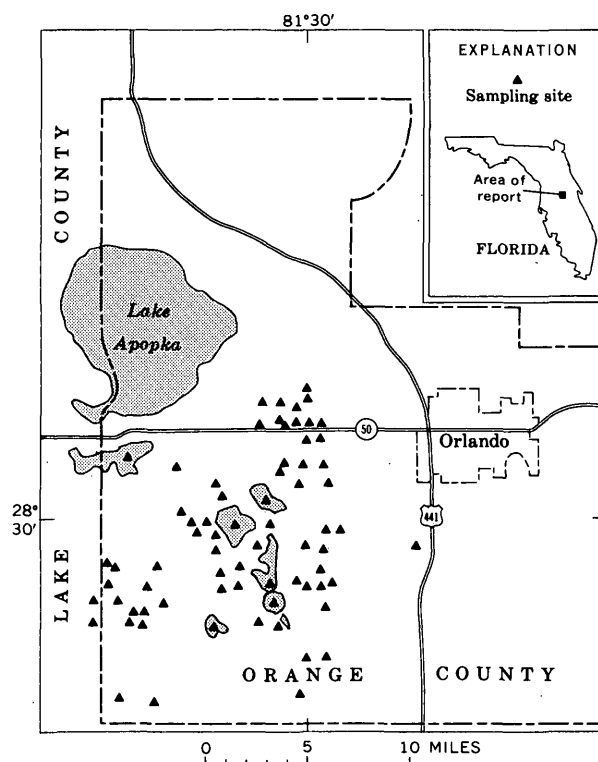 81°30'
EXPLANATION
Sampling site
Area of
report
FLORIDA
COUNTY
Lake
Apopka
50
Orlando
28°
30'
441
LAKE
ORANGE COUNTY
0 5 10 MILES